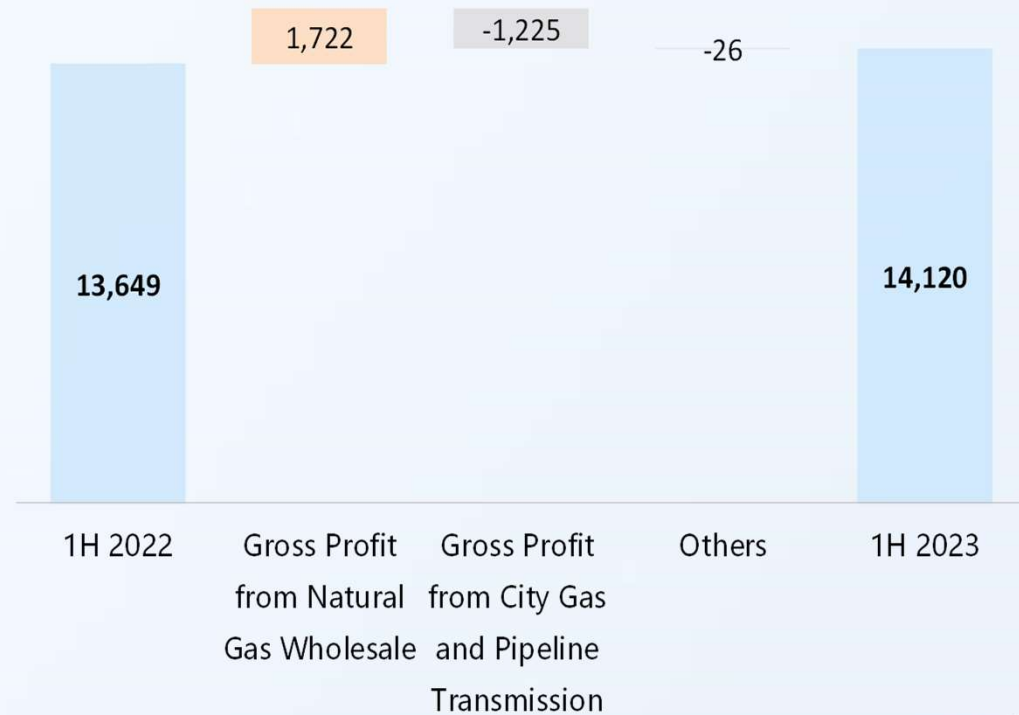 1,722
-1,225
-26
13,649
14,120
1H 2022
Gross Profit
from Natural
Gas Wholesale
Gross Profit
from City Gas
and Pipeline
Transmission
Others
1H 2023